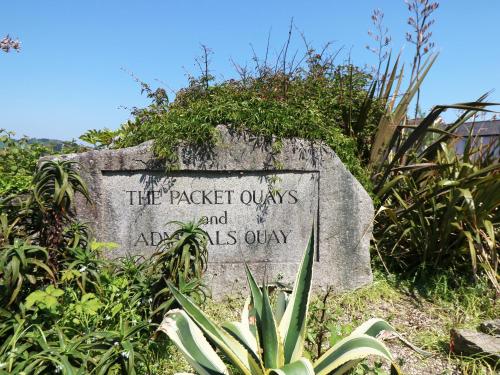 THE PACKET QUAYS
and
ADMIRALS QUAY